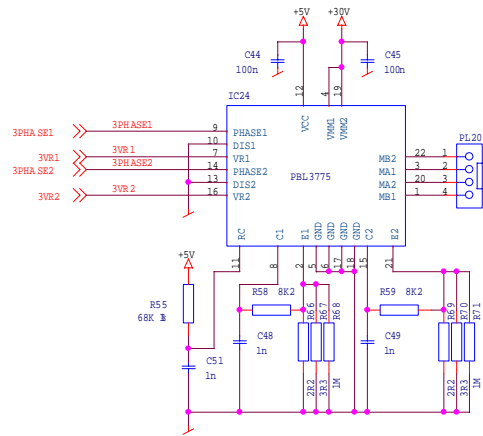 +5V
+30V
C44
100n
C45
100n
IC24
12
4
19
VCC
VMM1
VMM2
3PHASE1
3PHASE1
9
PHASE1
10
DIS1
3VR1
3VR1
7
VR1
3PHASE2
3PHASE2
14
PHASE2
13
DIS2
3VR2
3VR2
16
VR2
PBL3775
PL20
MB2
22
1
MA1
3
2
MA2
20
3
MB1
1
4
RC
C1
E1
GND
GND
GND
GND
C2
E2
11
8
2
5
6
17
18
15
21
+5V
R55
68K
C51
1n
R58
8K2
C48
1n
R66
R67
R68
2R2
3R3
1M
R59
8K2
C49
1n
R69
R70
R71
2R2
3R3
1M